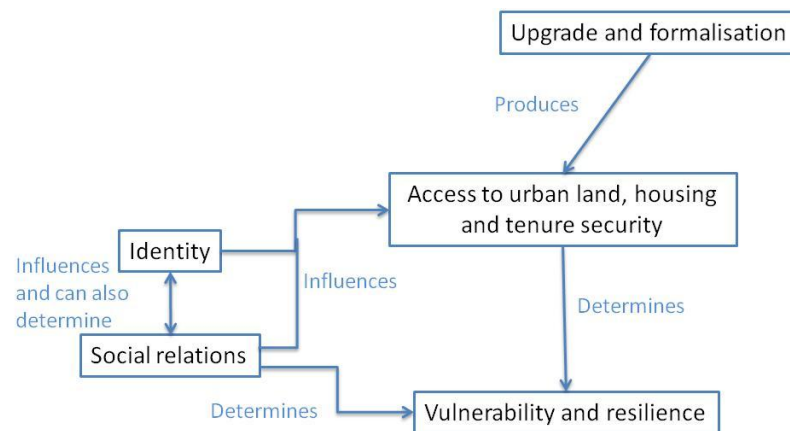 Upgrade and formalisation
Produces
Access to urban land, housing
and tenure security
Identity
Influences
and can also
determine
Influences
Determines
Social relations
Determines
Vulnerability and resilience